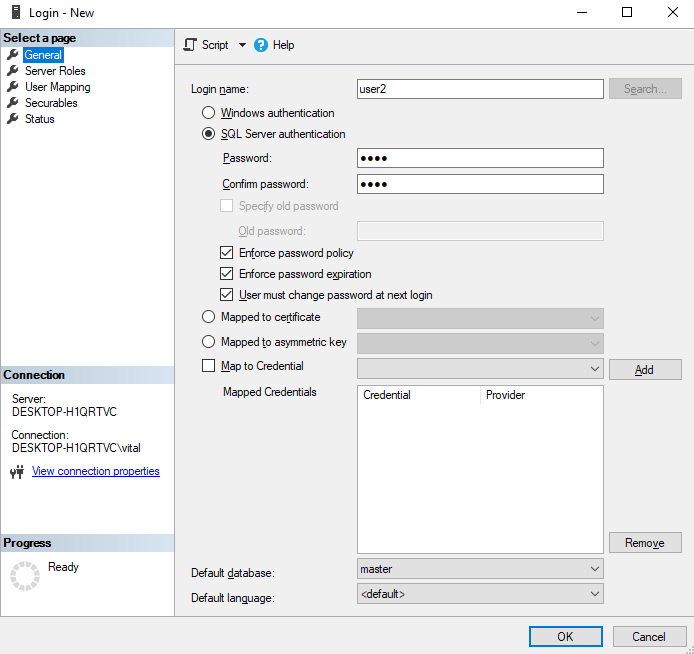 Login - New
Select a page
General
Server Roles
User Mapping
Securables
Status
Connection
Server:
DESKTOP-H1QRTVC
Connection:
DESKTOP-H1QRTVC\vital
View connection properties
Progress
Ready
Script
Help
Login name:
user2
Search...
Windows authentication
SQL Server authentication
Password:
●●●●
Confirm password:
●●●●
Specify old password
Old password:
Enforce password policy
Enforce password expiration
User must change password at next login
Mapped to certificate
Mapped to asymmetric key
Map to Credential
Add
Mapped Credentials
Credential
Provider
Remove
Default database:
master
Default language:
<default>
OK
Cancel